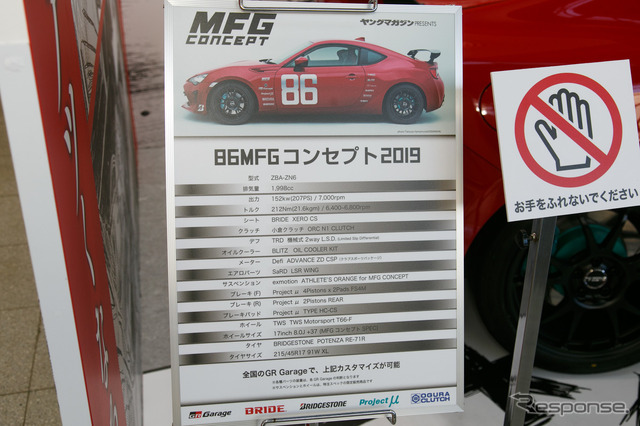 MFG
CONCEPT
ヤングマガジン PRESENTS
86
86MFGコンセプト2019
型式 ZBA-ZN6
排気量 1,998cc
出力 152kw(207PS) / 7,000rpm
トルク 212Nm(21.6kgm) / 6,400-6,800rpm
シート BRIDE XERO CS
クラッチ 小倉クラッチ ORC N1 CLUTCH
デフ TRD 機械式 2way L.S.D. (Limited Slip Differential)
オイルクーラー BLITZ OIL COOLER KIT
メーター Defi ADVANCE ZD CSP
エアロパーツ SaRD LSR WING
サスペンション exmotion ATHLETE'S ORANGE for MFG CONCEPT
ブレーキ (F) Project μ 4Pistons x 2Pads FS4M
ブレーキ (R) Project μ 2Pistons REAR
ブレーキパッド Project μ TYPE HC-CS
ホイール TWS TWS Motorsport T66-F
ホイールサイズ 17inch 8.0J +37 (MFG コンセプト SPEC)
タイヤ BRIDGESTONE POTENZA RE-71R
タイヤサイズ 215/45R17 91W XL
全国のGR Garageで、上記カスタマイズが可能
GR Garage BRIDE BRIDGESTONE Project μ OGURA CLUTCH
お手をふれないでください
Response.